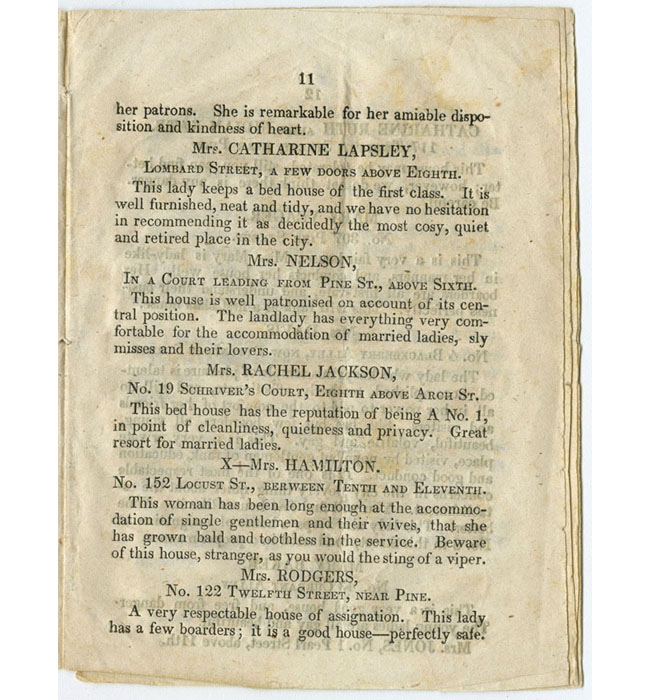 11
her patrons. She is remarkable for her amiable dispo-
sition and kindness of heart.
Mrs. CATHARINE LAPSLEY,
LOMBARD STREET, A FEW DOORS ABOVE EIGHTH.
This lady keeps a bed house of the first class. It is
well furnished, neat and tidy, and we have no hesitation
in recommending it as decidedly the most cosy, quiet
and retired place in the city.
Mrs. NELSON,
IN A COURT LEADING FROM PINE ST., ABOVE SIXTH.
This house is well patronised on account of its cen-
tral position. The landlady has everything very com-
fortable for the accommodation of married ladies, sly
misses and their lovers.
Mrs. RACHEL JACKSON,
No. 19 SCHRIVER'S COURT, EIGHTH ABOVE ARCH ST.
This bed house has the reputation of being A No. 1,
in point of cleanliness, quietness and privacy. Great
resort for married ladies.
X—Mrs. HAMILTON.
No. 152 LOCUST ST., BERWEEN TENTH AND ELEVENTH.
This woman has been long enough at the accommo-
dation of single gentlemen and their wives, that she
has grown bald and toothless in the service. Beware
of this house, stranger, as you would the sting of a viper.
Mrs. RODGERS,
No. 122 TWELFTH STREET, NEAR PINE.
A very respectable house of assignation. This lady
has a few boarders; it is a good house—perfectly safe.